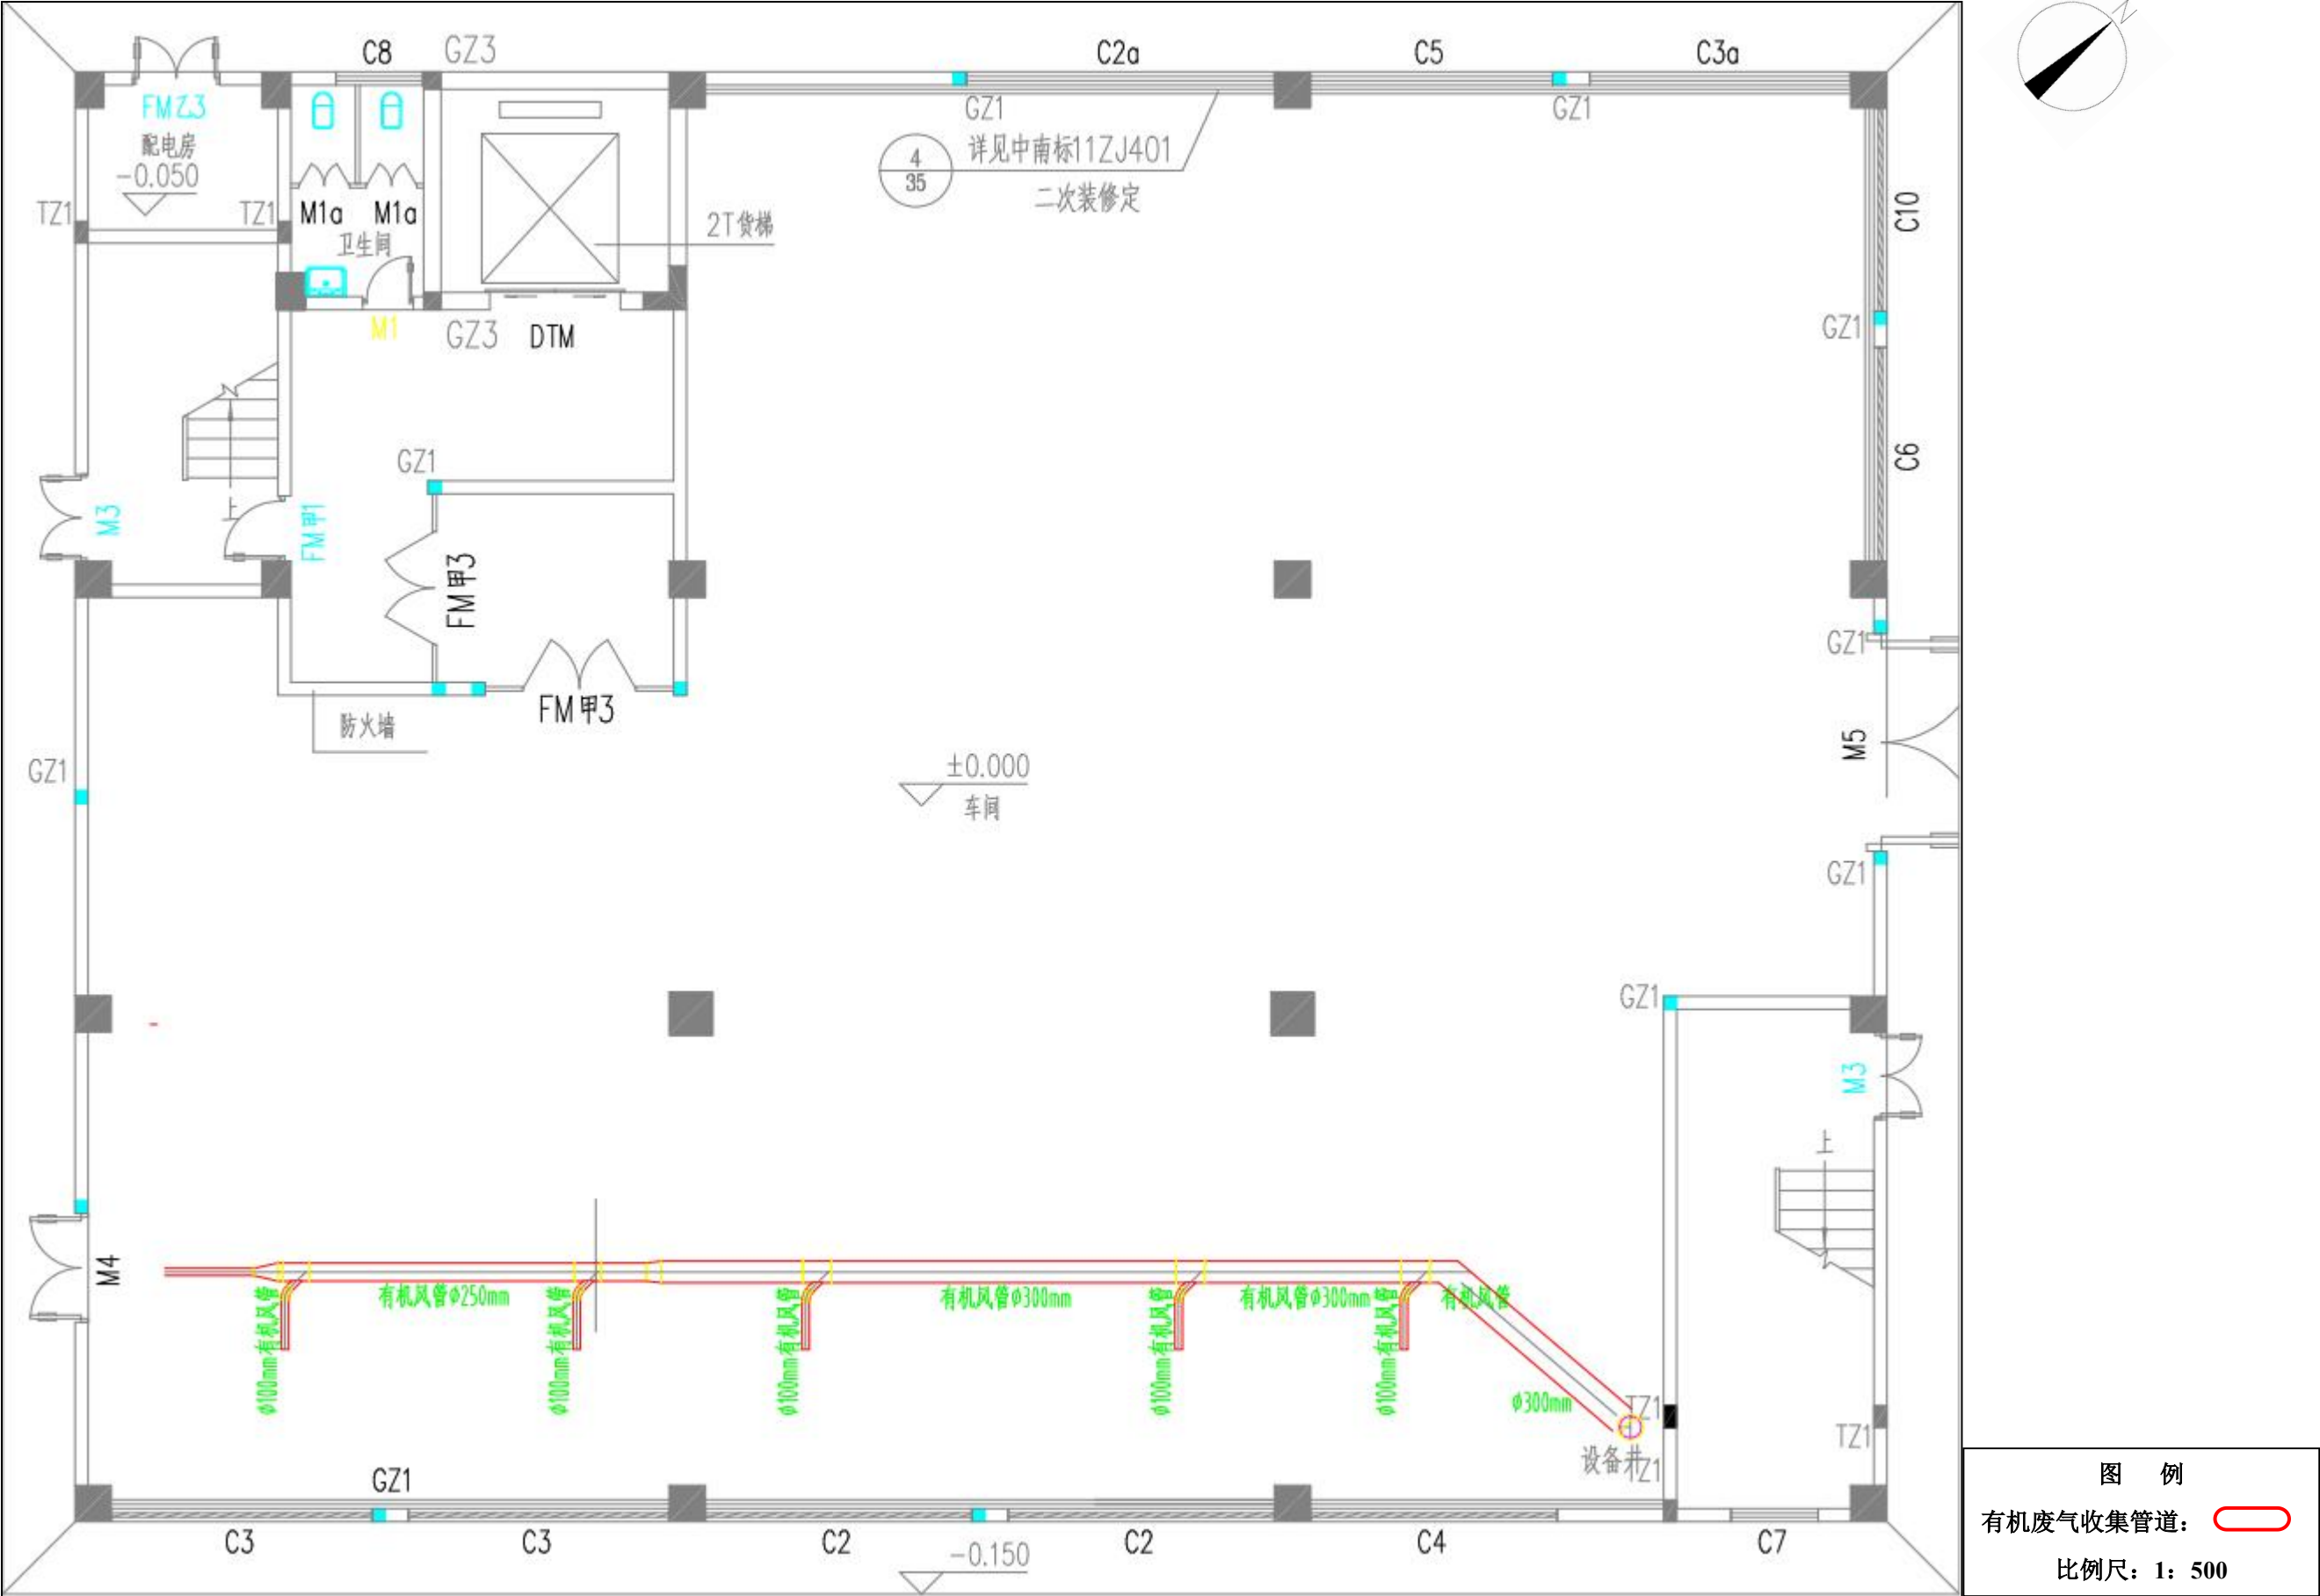 N
C8
GZ3
C2a
C5
C3a
FM乙3
配电房
-0.050
GZ1
GZ1
4
35
详见中南标11ZJ401
二次装修定
TZ1
TZ1
M1a
M1a
卫生间
2T货梯
C10
M1
GZ3
DTM
GZ1
C6
GZ1
M3
上
FM甲1
FM甲3
GZ1
FM甲3
防火墙
M5
GZ1
±0.000
车间
GZ1
GZ1
M3
上
M4
有机风管ϕ250mm
有机风管ϕ300mm
有机风管ϕ300mm
有机风管
ϕ100mm有机风管
ϕ100mm有机风管
ϕ100mm有机风管
ϕ100mm有机风管
ϕ100mm有机风管
ϕ300mm
TZ1
TZ1
设备井
TZ1
GZ1
C3
C3
C2
C2
C4
C7
-0.150
图 例
有机废气收集管道：
比例尺：1：500